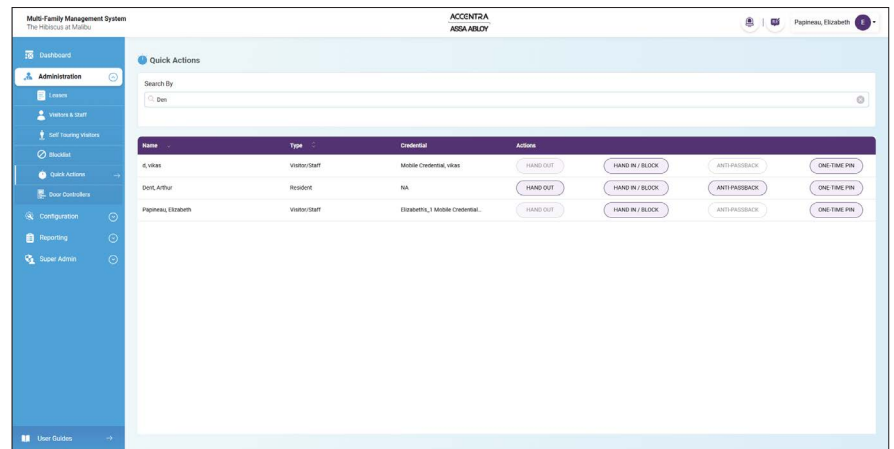 Multi-Family Management System
The Hibiscus at Malibu
ACCENTRA
ASSA ABLOY
Papineau, Elizabeth E
Dashboard
Administration
Leases
Visitors & Staff
Self Touring Visitors
Blocklist
Quick Actions
Door Controllers
Configuration
Reporting
Super Admin
User Guides
Quick Actions
Search By
Den
Name Type Credential Actions
d, vikas Visitor/Staff Mobile Credential, vikas HAND OUT HAND IN / BLOCK ANTI-PASSBACK ONE-TIME PIN
Dent, Arthur Resident NA HAND OUT HAND IN / BLOCK ANTI-PASSBACK ONE-TIME PIN
Papineau, Elizabeth Visitor/Staff Elizabeth's_1 Mobile Credential... HAND OUT HAND IN / BLOCK ANTI-PASSBACK ONE-TIME PIN